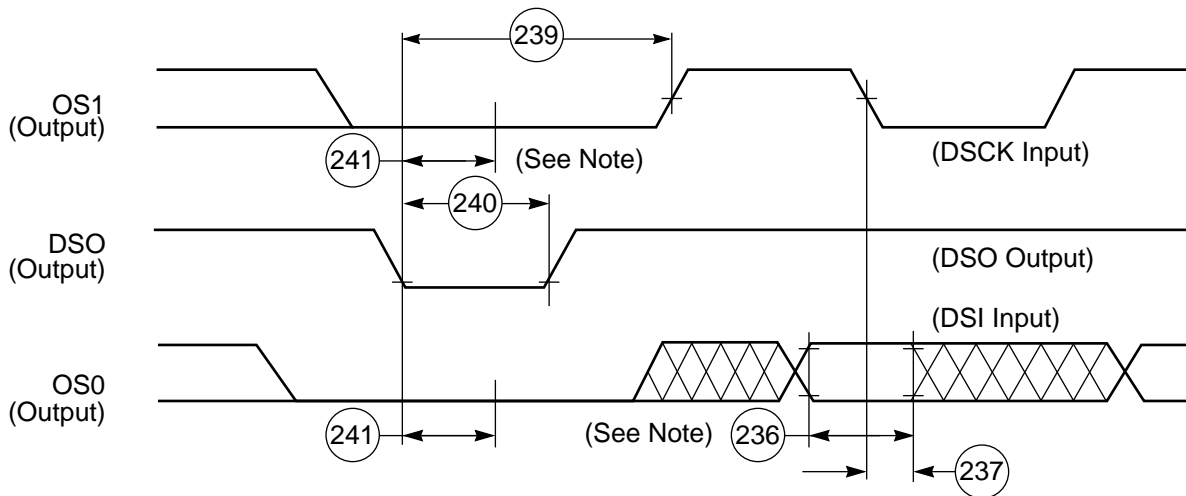 239
OS1
(Output)
241
(See Note)
(DSCK Input)
240
DSO
(Output)
(DSO Output)
(DSI Input)
OS0
(Output)
241
(See Note)
236
237